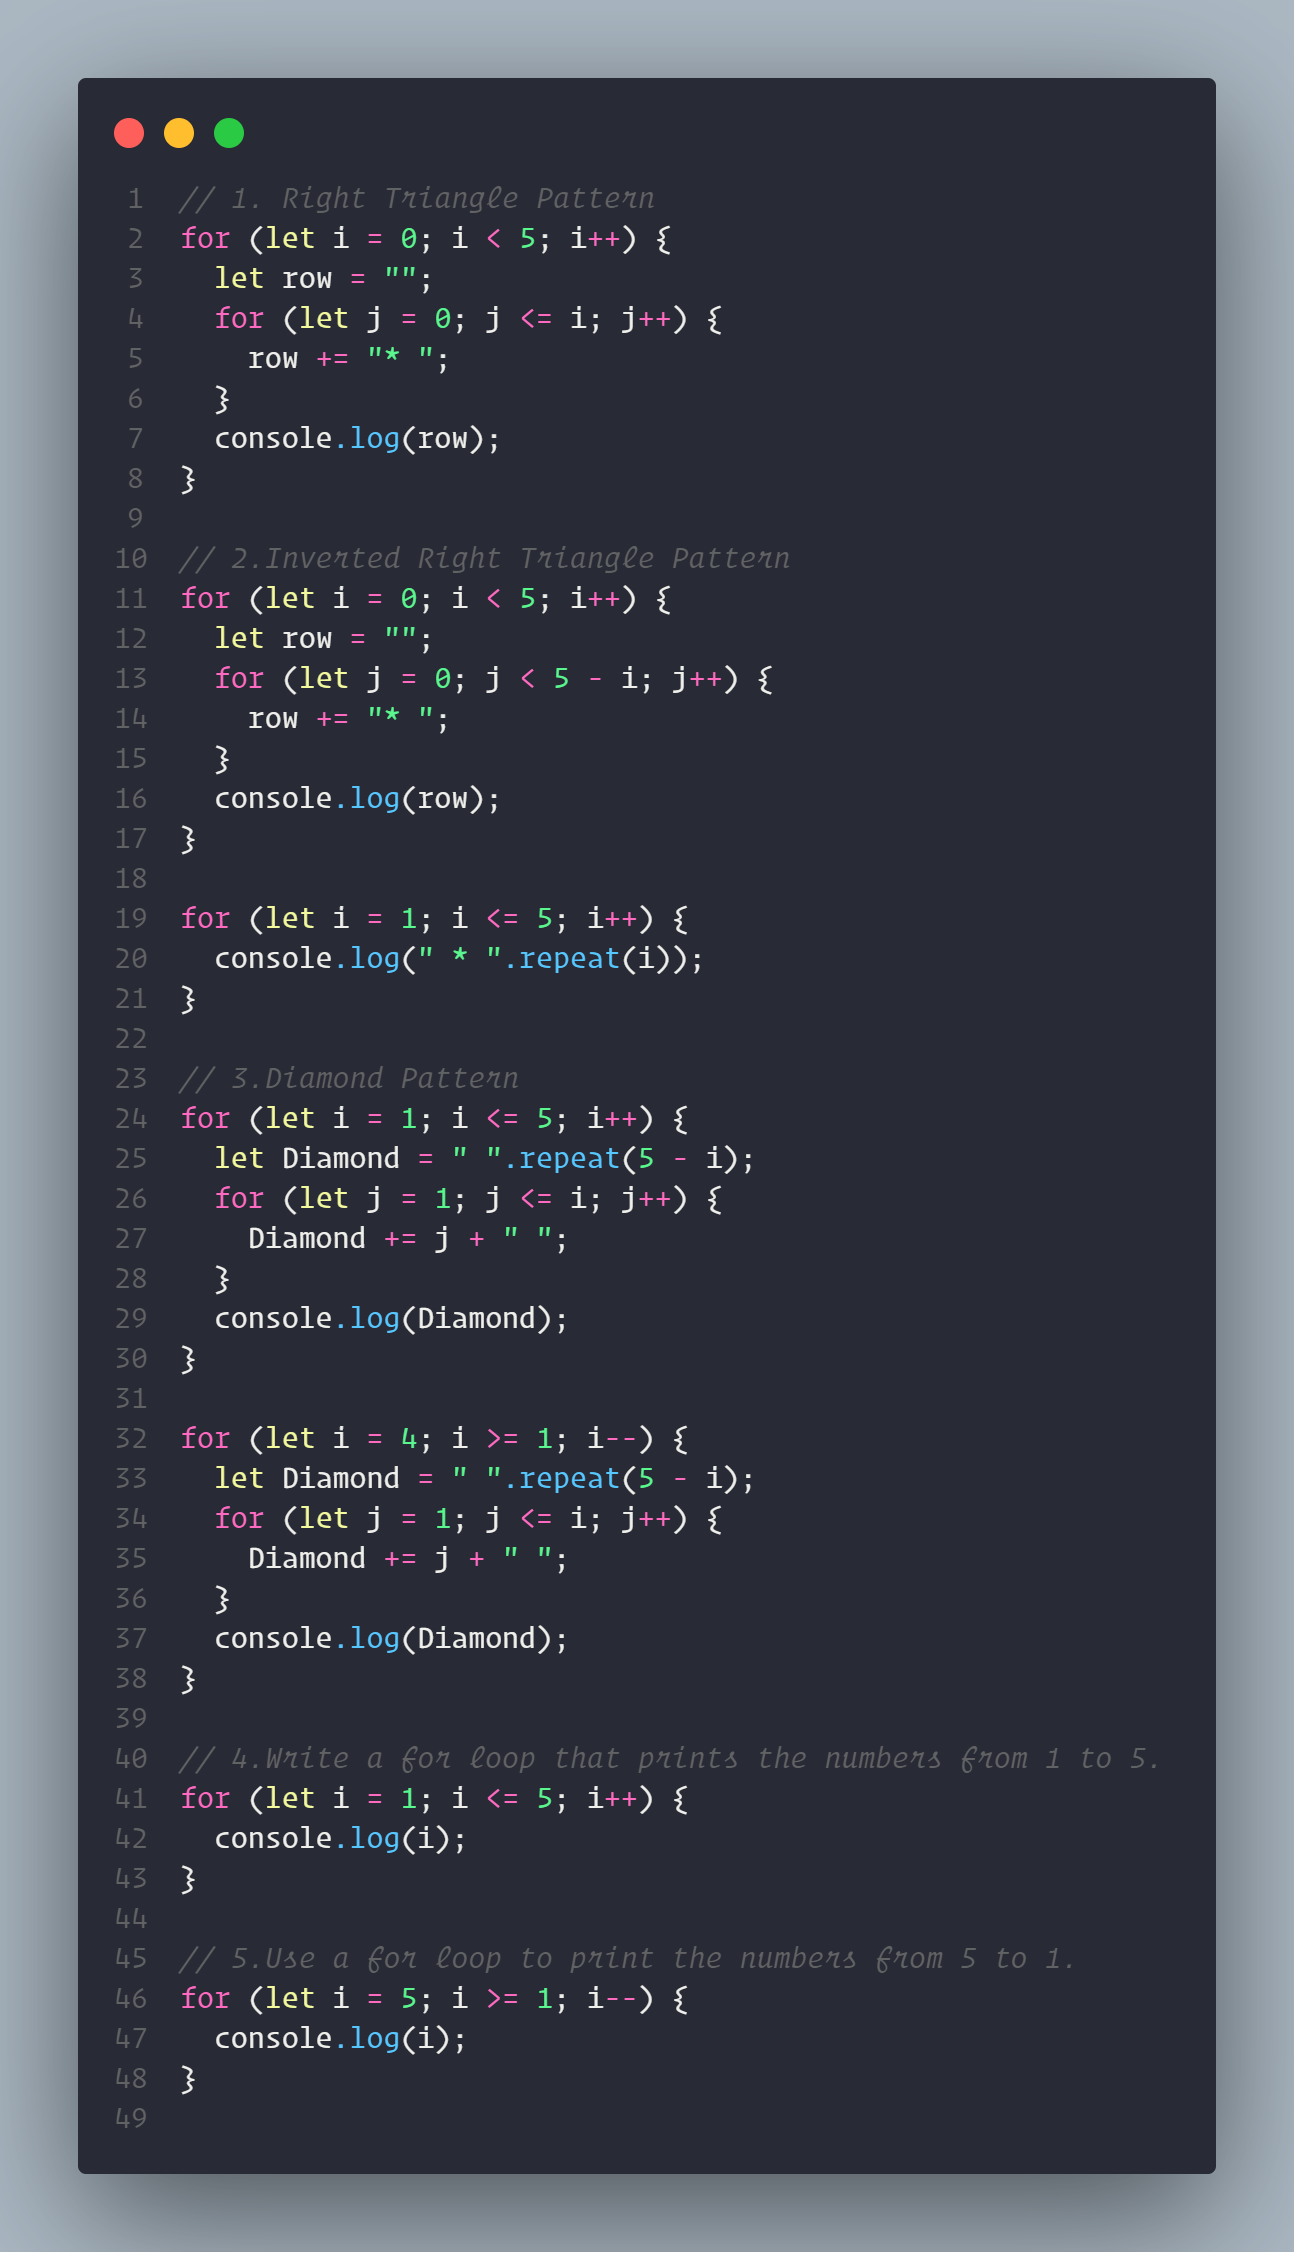 1 // 1. Right Triangle Pattern
2 for (let i = 0; i < 5; i++) {
3   let row = "";
4   for (let j = 0; j <= i; j++) {
5     row += "* ";
6   }
7   console.log(row);
8 }
9
10 // 2.Inverted Right Triangle Pattern
11 for (let i = 0; i < 5; i++) {
12   let row = "";
13   for (let j = 0; j < 5 - i; j++) {
14     row += "* ";
15   }
16   console.log(row);
17 }
18
19 for (let i = 1; i <= 5; i++) {
20   console.log(" * ".repeat(i));
21 }
22
23 // 3.Diamond Pattern
24 for (let i = 1; i <= 5; i++) {
25   let Diamond = " ".repeat(5 - i);
26   for (let j = 1; j <= i; j++) {
27     Diamond += j + " ";
28   }
29   console.log(Diamond);
30 }
31
32 for (let i = 4; i >= 1; i--) {
33   let Diamond = " ".repeat(5 - i);
34   for (let j = 1; j <= i; j++) {
35     Diamond += j + " ";
36   }
37   console.log(Diamond);
38 }
39
40 // 4.Write a for loop that prints the numbers from 1 to 5.
41 for (let i = 1; i <= 5; i++) {
42   console.log(i);
43 }
44
45 // 5.Use a for loop to print the numbers from 5 to 1.
46 for (let i = 5; i >= 1; i--) {
47   console.log(i);
48 }
49